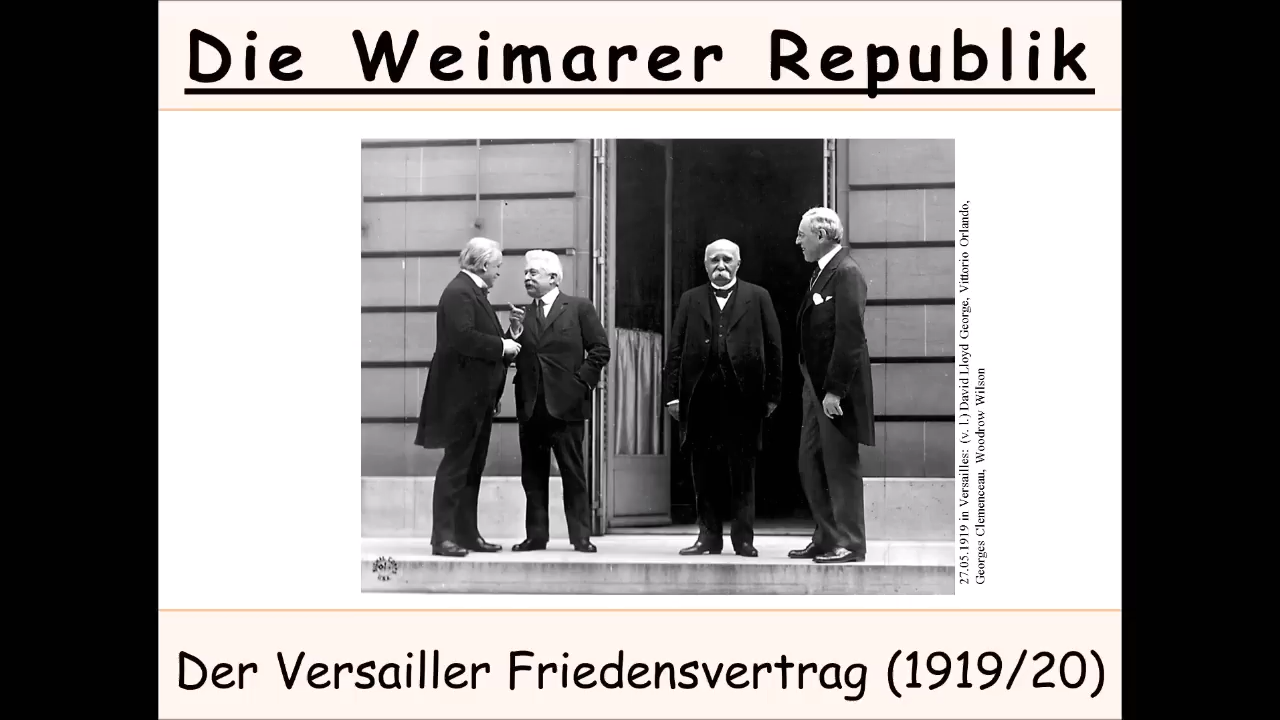 Die Weimarer Republik
27.05.1919 in Versailles: (v. l.) David Lloyd George, Vittorio Orlando,
Georges Clemenceau, Woodrow Wilson
Der Versailler Friedensvertrag (1919/20)